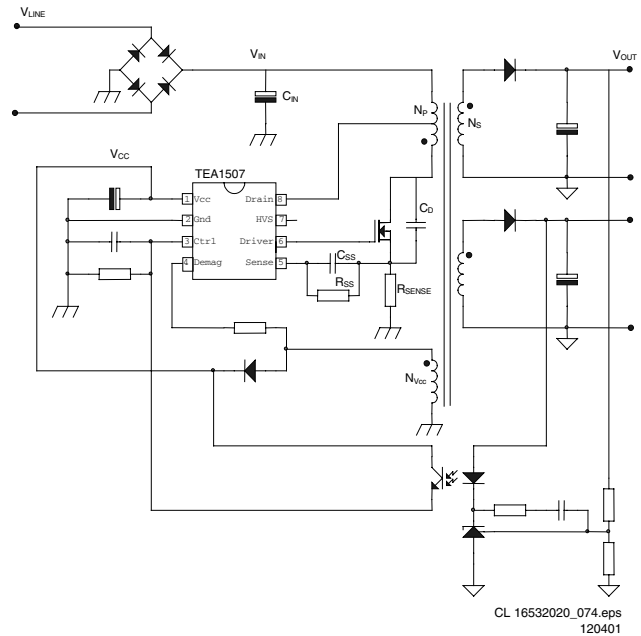 VLINE
VIN
VOUT
CIN
NP
NS
VCC
TEA1507
1 Vcc Drain 8
2 Gnd HVS 7
3 Ctrl Driver 6
4 Demag Sense 5
CD
CSS
RSS
RSENSE
NVcc
CL 16532020_074.eps
120401